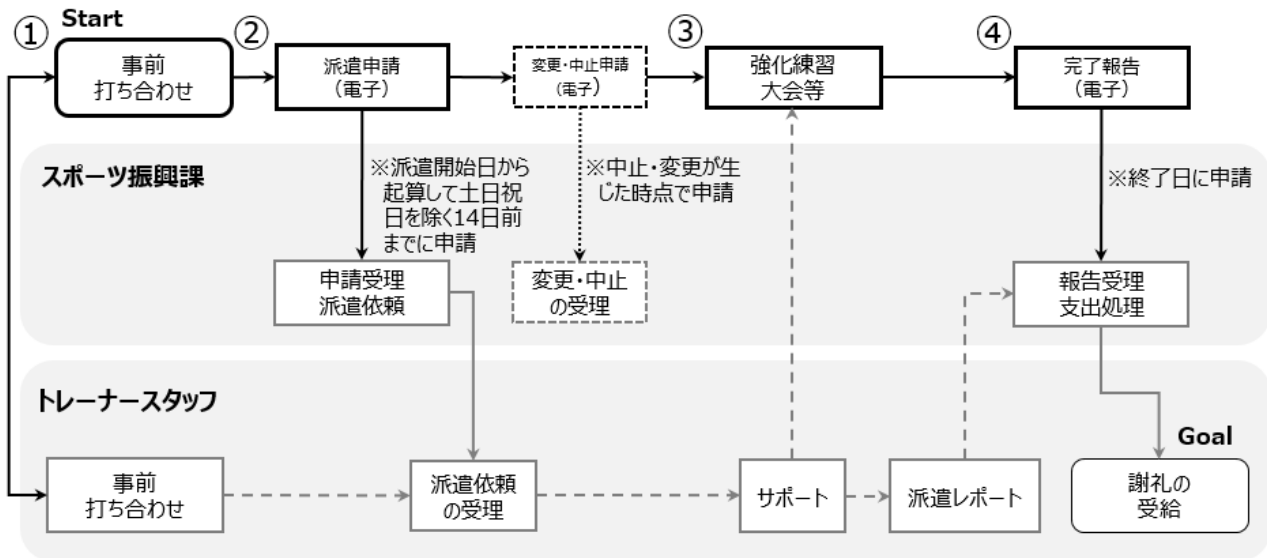 ① Start
事前
打ち合わせ
②
派遣申請
(電子)
変更・中止申請
(電子)
③
強化練習
大会等
④
完了報告
(電子)
スポーツ振興課
※派遣開始日から
起算して土日祝
日を除く14日前
までに申請
※中止・変更が生
じた時点で申請
※終了日に申請
申請受理
派遣依頼
変更・中止
の受理
報告受理
支出処理
トレーナースタッフ
Goal
事前
打ち合わせ
派遣依頼
の受理
サポート
派遣レポート
謝礼の
受給